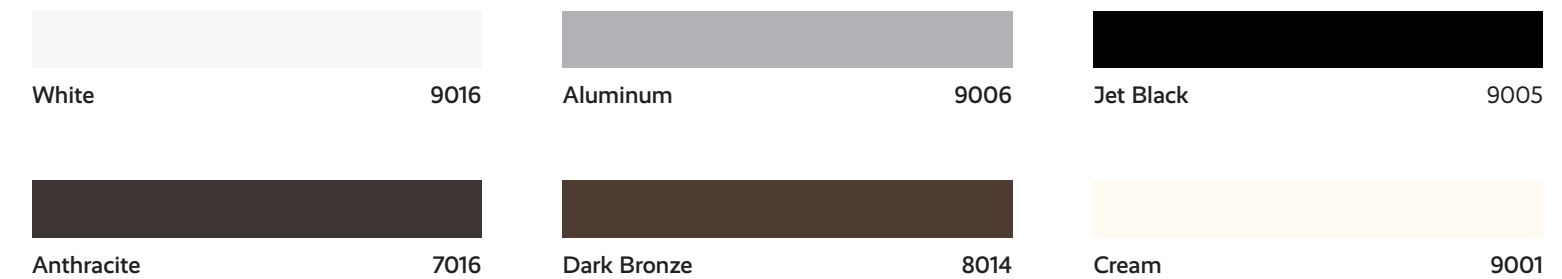 White 9016 Aluminum 9006 Jet Black 9005
Anthracite 7016 Dark Bronze 8014 Cream 9001